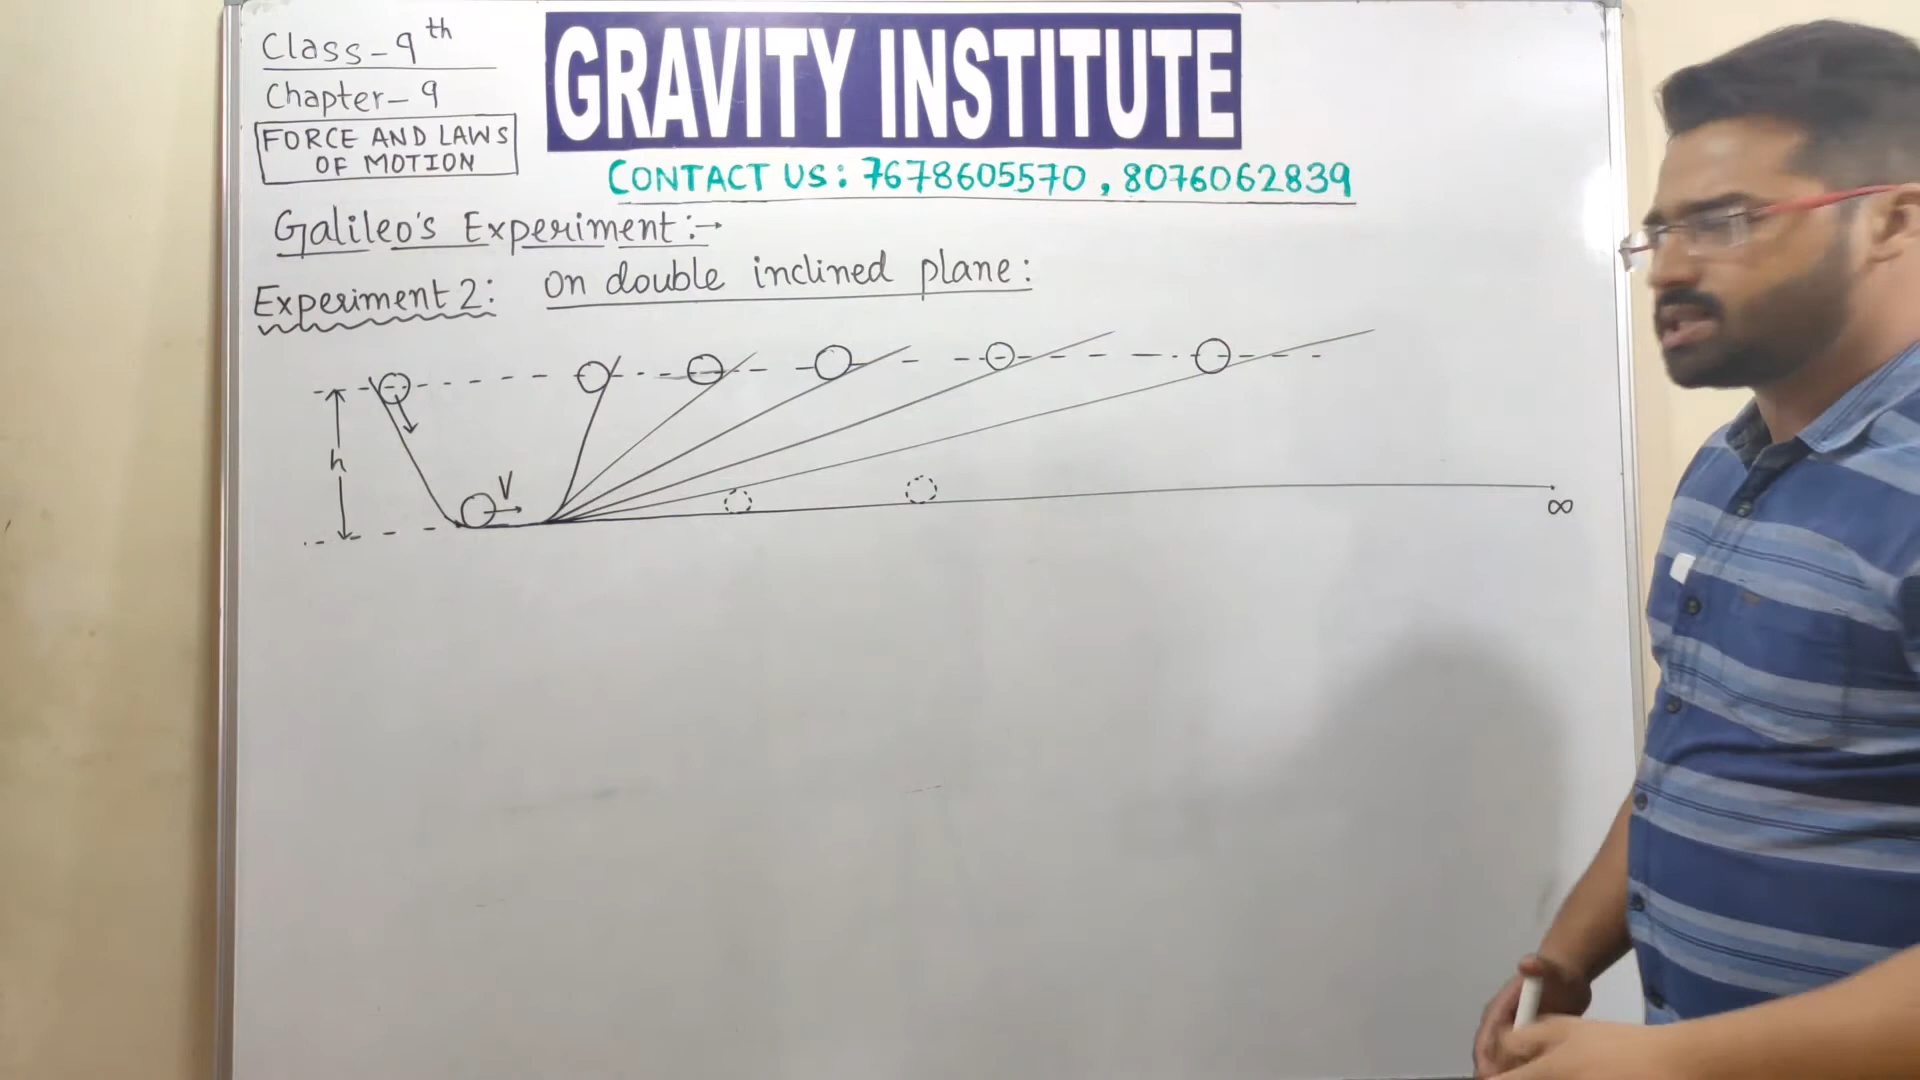 Class-9th
Chapter-9
FORCE AND LAWS
OF MOTION
GRAVITY INSTITUTE
CONTACT US: 7678605570, 8076062839
Galileo's Experiment:→
Experiment 2: on double inclined plane:
h
V
∞